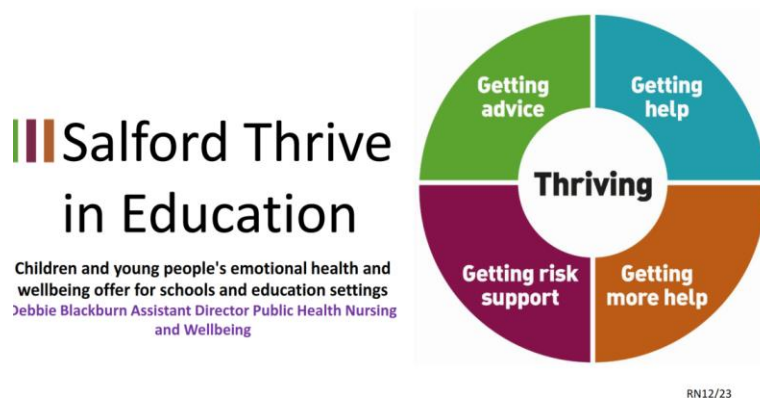 Salford Thrive
in Education
Children and young people's emotional health and
wellbeing offer for schools and education settings
Debbie Blackburn Assistant Director Public Health Nursing
and Wellbeing
Getting
advice
Getting
help
Thriving
Getting risk
support
Getting
more help
RN12/23